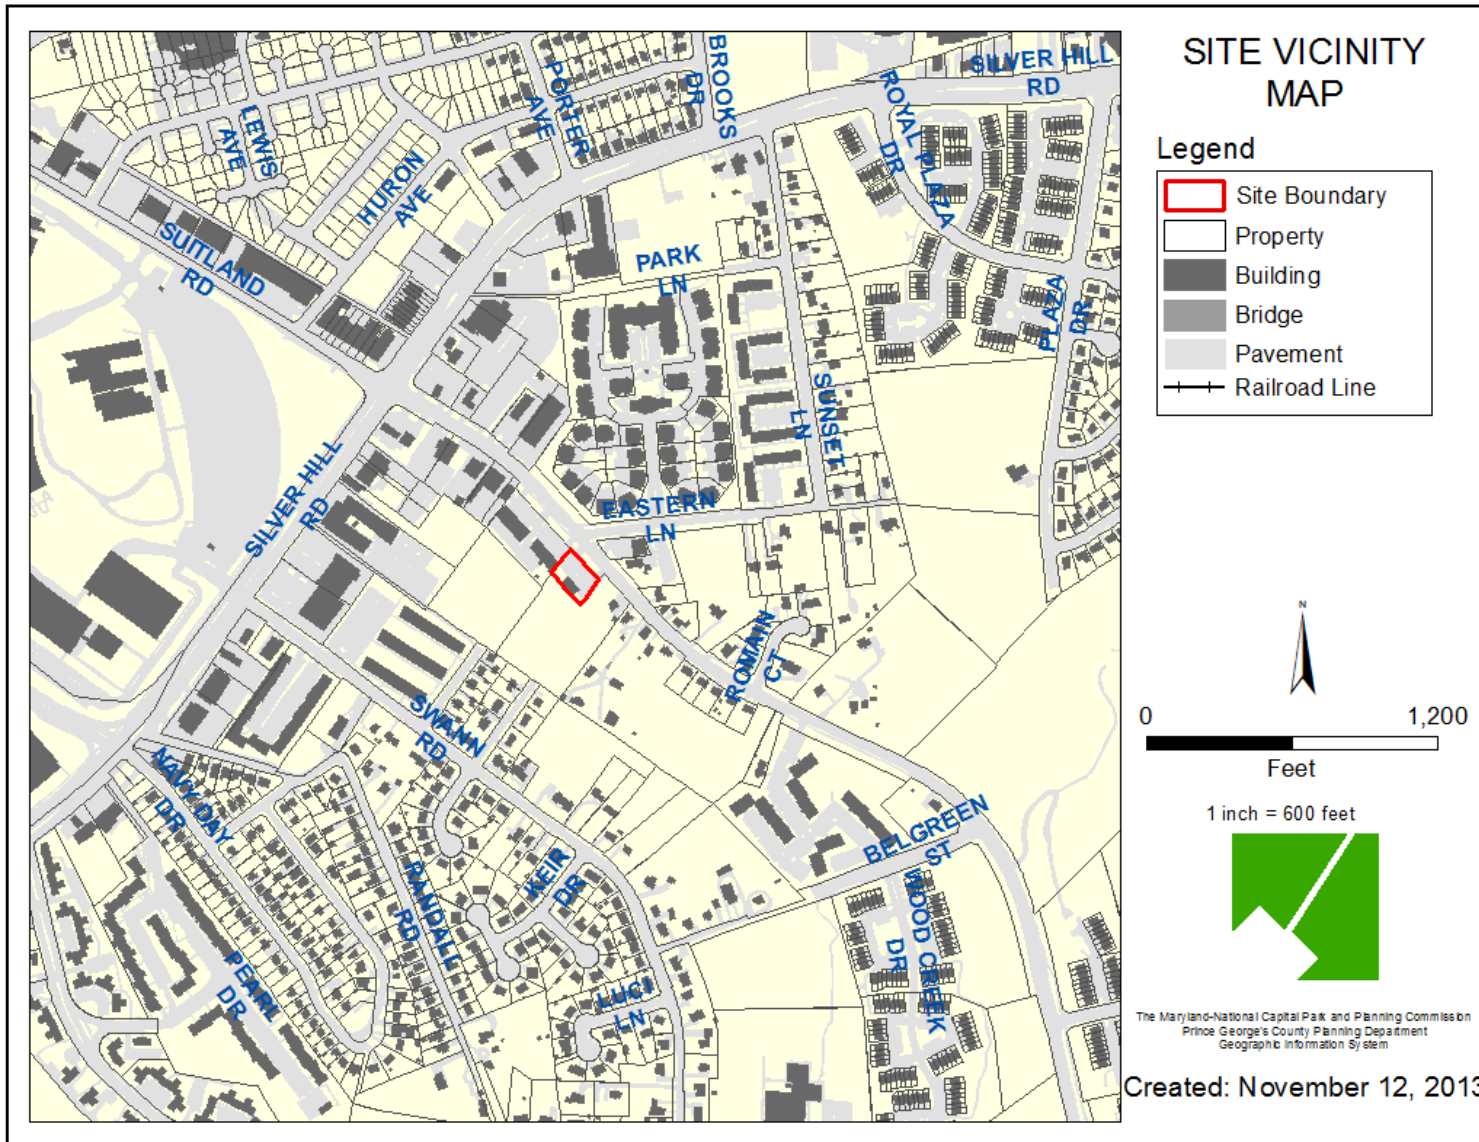 SITE VICINITY
MAP
Legend
Site Boundary
Property
Building
Bridge
Pavement
Railroad Line
N
0 1,200
Feet
1 inch = 600 feet
The Maryland-National Capital Park and Planning Commission
Prince George's County Planning Department
Geographic Information System
Created: November 12, 2013
BROOKS
DR
SILVER HILL
RD
PORTER
AVE
LEWIS
AVE
HURON
AVE
ROYAL PLAZA
DR
SUITLAND
RD
PARK
LN
PLAZA
DR
SUNSET
LN
SILVER HILL
RD
EASTERN
LN
ROMAIN
CT
SWANN
RD
NAVY DAY
DR
BELGREEN
ST
RANDALL
RD
KEIR
DR
WOOD CREEK
DR
PEARL
DR
LUCI
LN